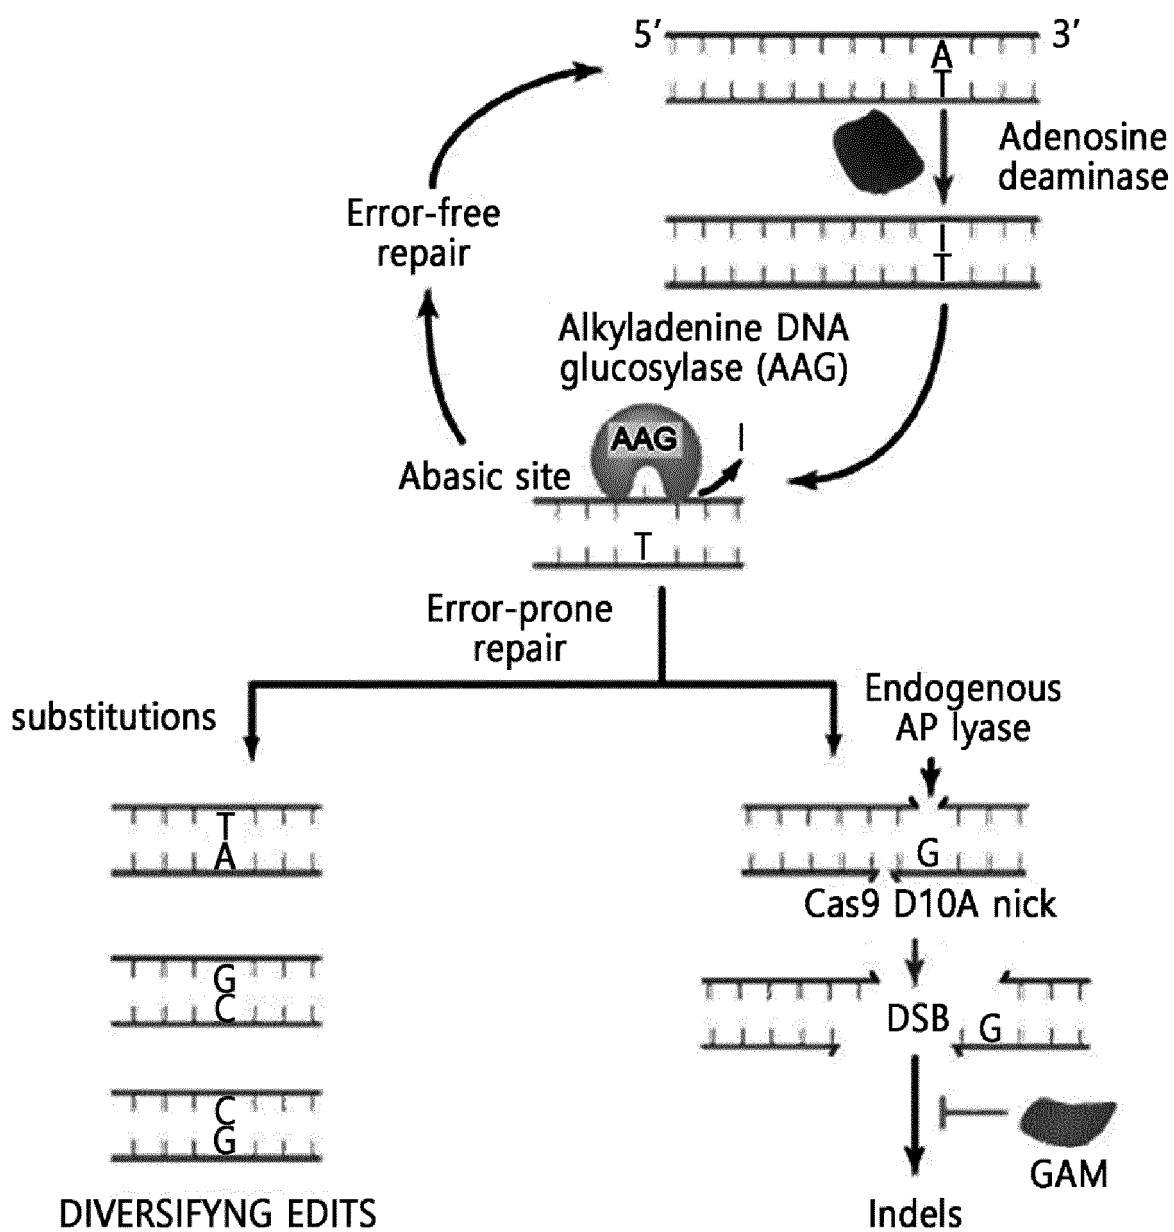 5’ 3’
A
T
Adenosine
deaminase
Error-free
repair
I
T
Alkyladenine DNA
glucosylase (AAG)
AAG
I
Abasic site
T
Error-prone
repair
substitutions
Endogenous
AP lyase
T
A
G
Cas9 D10A nick
G
C
DSB
G
C
G
GAM
DIVERSIFYNG EDITS
Indels